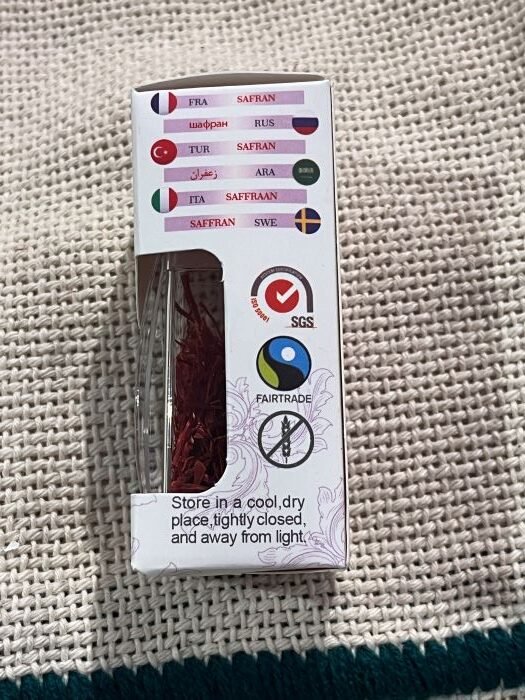 FRA SAFRAN
шафран RUS
TUR SAFRAN
زعفران ARA
ITA SAFFRAAN
SAFFRAN SWE
SGS
FAIRTRADE
Store in a cool,dry
place,tightly closed,
and away from light.